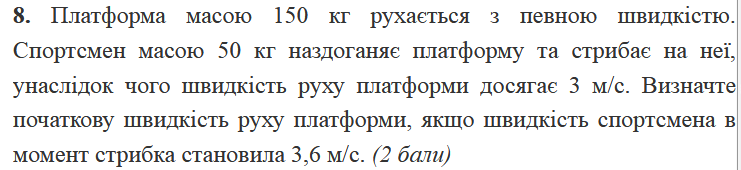 8. Платформа масою 150 кг рухається з певною швидкістю.
Спортсмен масою 50 кг наздоганяє платформу та стрибає на неї,
унаслідок чого швидкість руху платформи досягає 3 м/с. Визначте
початкову швидкість руху платформи, якщо швидкість спортсмена в
момент стрибка становила 3,6 м/с. (2 бали)